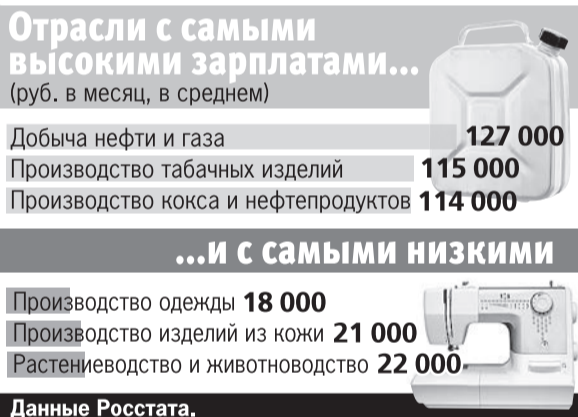 Отрасли с самыми
высокими зарплатами...
(руб. в месяц, в среднем)
Добыча нефти и газа 127 000
Производство табачных изделий 115 000
Производство кокса и нефтепродуктов 114 000
...и с самыми низкими
Производство одежды 18 000
Производство изделий из кожи 21 000
Растениеводство и животноводство 22 000
Данные Росстата.